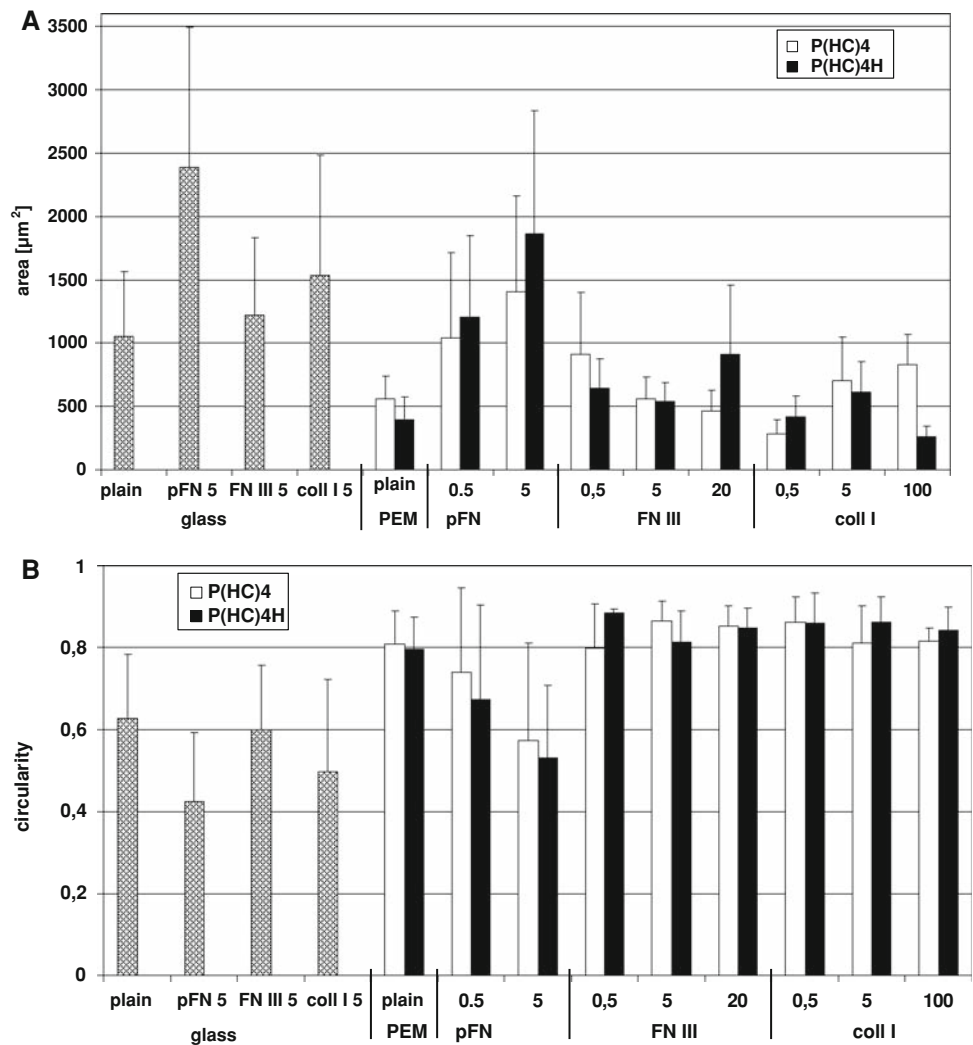 A
3500
3000
2500
2000
1500
1000
500
0
area [µm²]
P(HC)4
P(HC)4H
plain pFN 5 FN III 5 coll I 5 plain 0.5 5 0,5 5 20 0,5 5 100
glass PEM pFN FN III coll I
B
1
0,8
0,6
0,4
0,2
0
circularity
P(HC)4
P(HC)4H
plain pFN 5 FN III 5 coll I 5 plain 0.5 5 0,5 5 20 0,5 5 100
glass PEM pFN FN III coll I